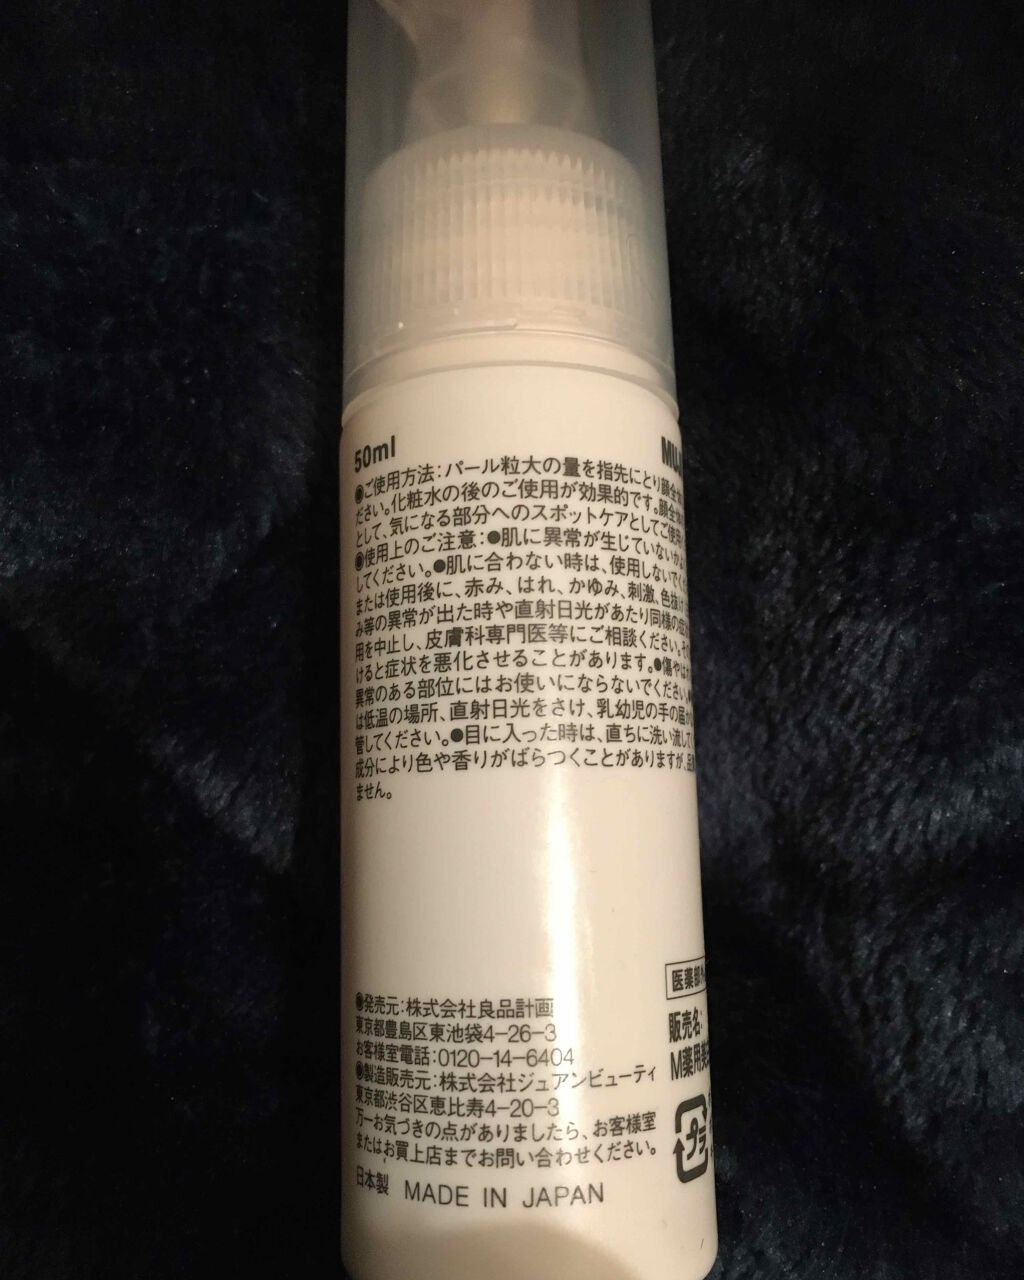 50ml
◉ご使用方法:パール粒大の量を指先にとり顔全体
ださい。化粧水の後のご使用が効果的です。顔全体
として、気になる部分へのスポットケアとしてご使用
◉使用上のご注意:●肌に異常が生じていないか
してください。●肌に合わない時は、使用しないでく
または使用後に、赤み、はれ、かゆみ、刺激、色抜け
み等の異常が出た時や直射日光があたり同様の
用を中止し、皮膚科専門医等にご相談ください。
けると症状を悪化させることがあります。●傷や
異常のある部位にはお使いにならないでください。
は低温の場所、直射日光をさけ、乳幼児の手の届か
管してください。●目に入った時は、直ちに洗い流して
成分により色や香りがばらつくことがありますが、
ません。
医薬部
販売名:
M薬用美
◉発売元:株式会社良品計画
東京都豊島区東池袋4-26-3
お客様室電話:0120-14-6404
◉製造販売元:株式会社ジュアンビューティ
東京都渋谷区恵比寿4-20-3
万一お気づきの点がありましたら、お客様室
またはお買上店までお問い合わせください。
日本製 MADE IN JAPAN
プラ